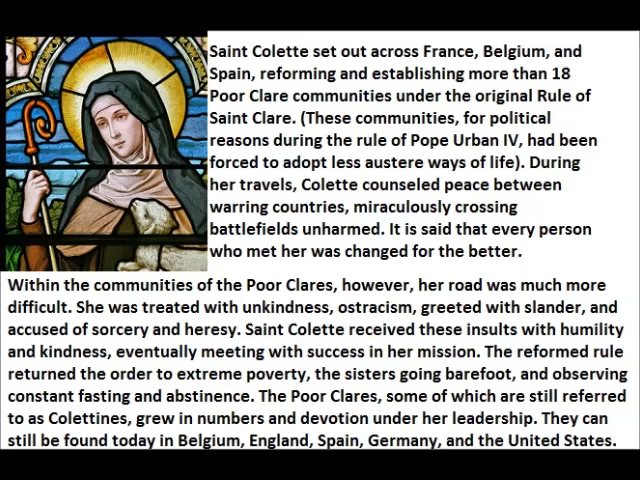 Saint Colette set out across France, Belgium, and
Spain, reforming and establishing more than 18
Poor Clare communities under the original Rule of
Saint Clare. (These communities, for political
reasons during the rule of Pope Urban IV, had been
forced to adopt less austere ways of life). During
her travels, Colette counseled peace between
warring countries, miraculously crossing
battlefields unharmed. It is said that every person
who met her was changed for the better.
Within the communities of the Poor Clares, however, her road was much more
difficult. She was treated with unkindness, ostracism, greeted with slander, and
accused of sorcery and heresy. Saint Colette received these insults with humility
and kindness, eventually meeting with success in her mission. The reformed rule
returned the order to extreme poverty, the sisters going barefoot, and observing
constant fasting and abstinence. The Poor Clares, some of which are still referred
to as Colettines, grew in numbers and devotion under her leadership. They can
still be found today in Belgium, England, Spain, Germany, and the United States.